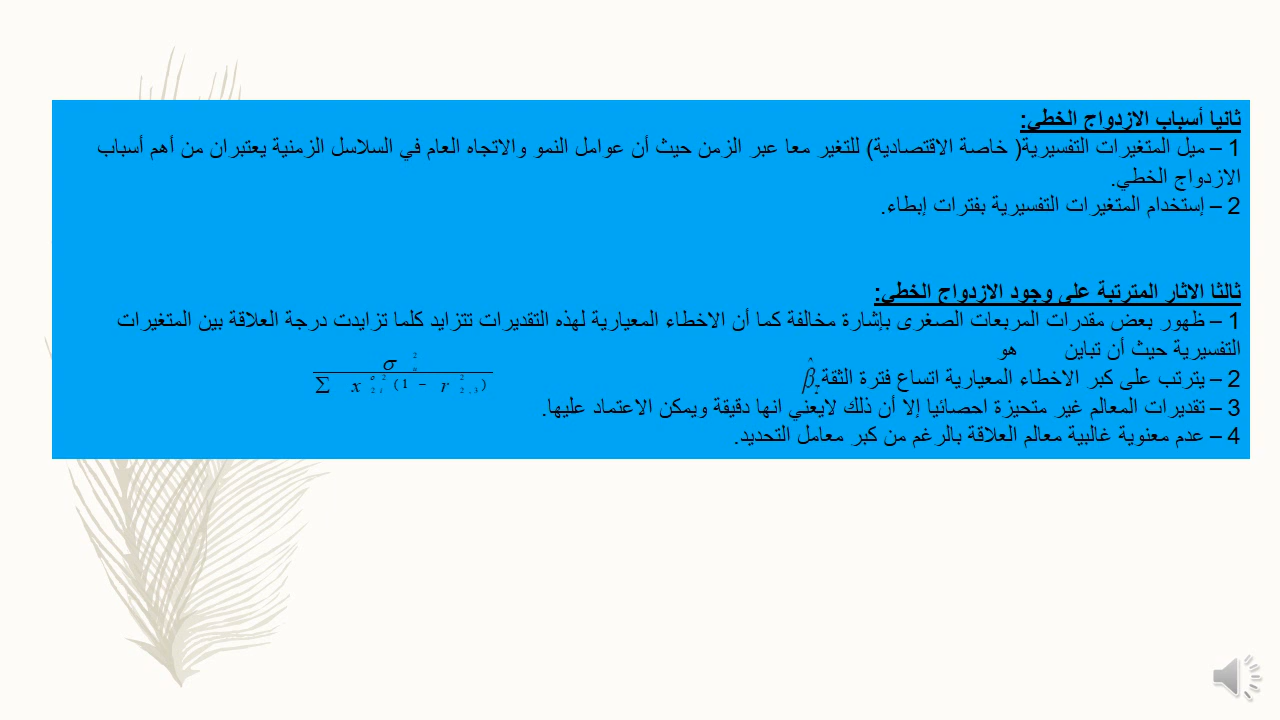 ثانيا أسباب الازدواج الخطي:
1 – ميل المتغيرات التفسيرية( خاصة الاقتصادية) للتغير معا عبر الزمن حيث أن عوامل النمو والاتجاه العام في السلاسل الزمنية يعتبران من أهم أسباب
الازدواج الخطي.
2 – إستخدام المتغيرات التفسيرية بفترات إبطاء.
ثالثا الاثار المترتبة على وجود الازدواج الخطي:
1 – ظهور بعض مقدرات المربعات الصغرى بإشارة مخالفة كما أن الاخطاء المعيارية لهذه التقديرات تتزايد كلما تزايدت درجة العلاقة بين المتغيرات
التفسيرية حيث أن تباين هو
σ 2
∑ x 2 (1 – r 2 )
2 – يترتب على كبر الاخطاء المعيارية اتساع فترة الثقة. β̂
3 – تقديرات المعالم غير متحيزة احصائيا إلا أن ذلك لايعني انها دقيقة ويمكن الاعتماد عليها.
4 – عدم معنوية غالبية معالم العلاقة بالرغم من كبر معامل التحديد.